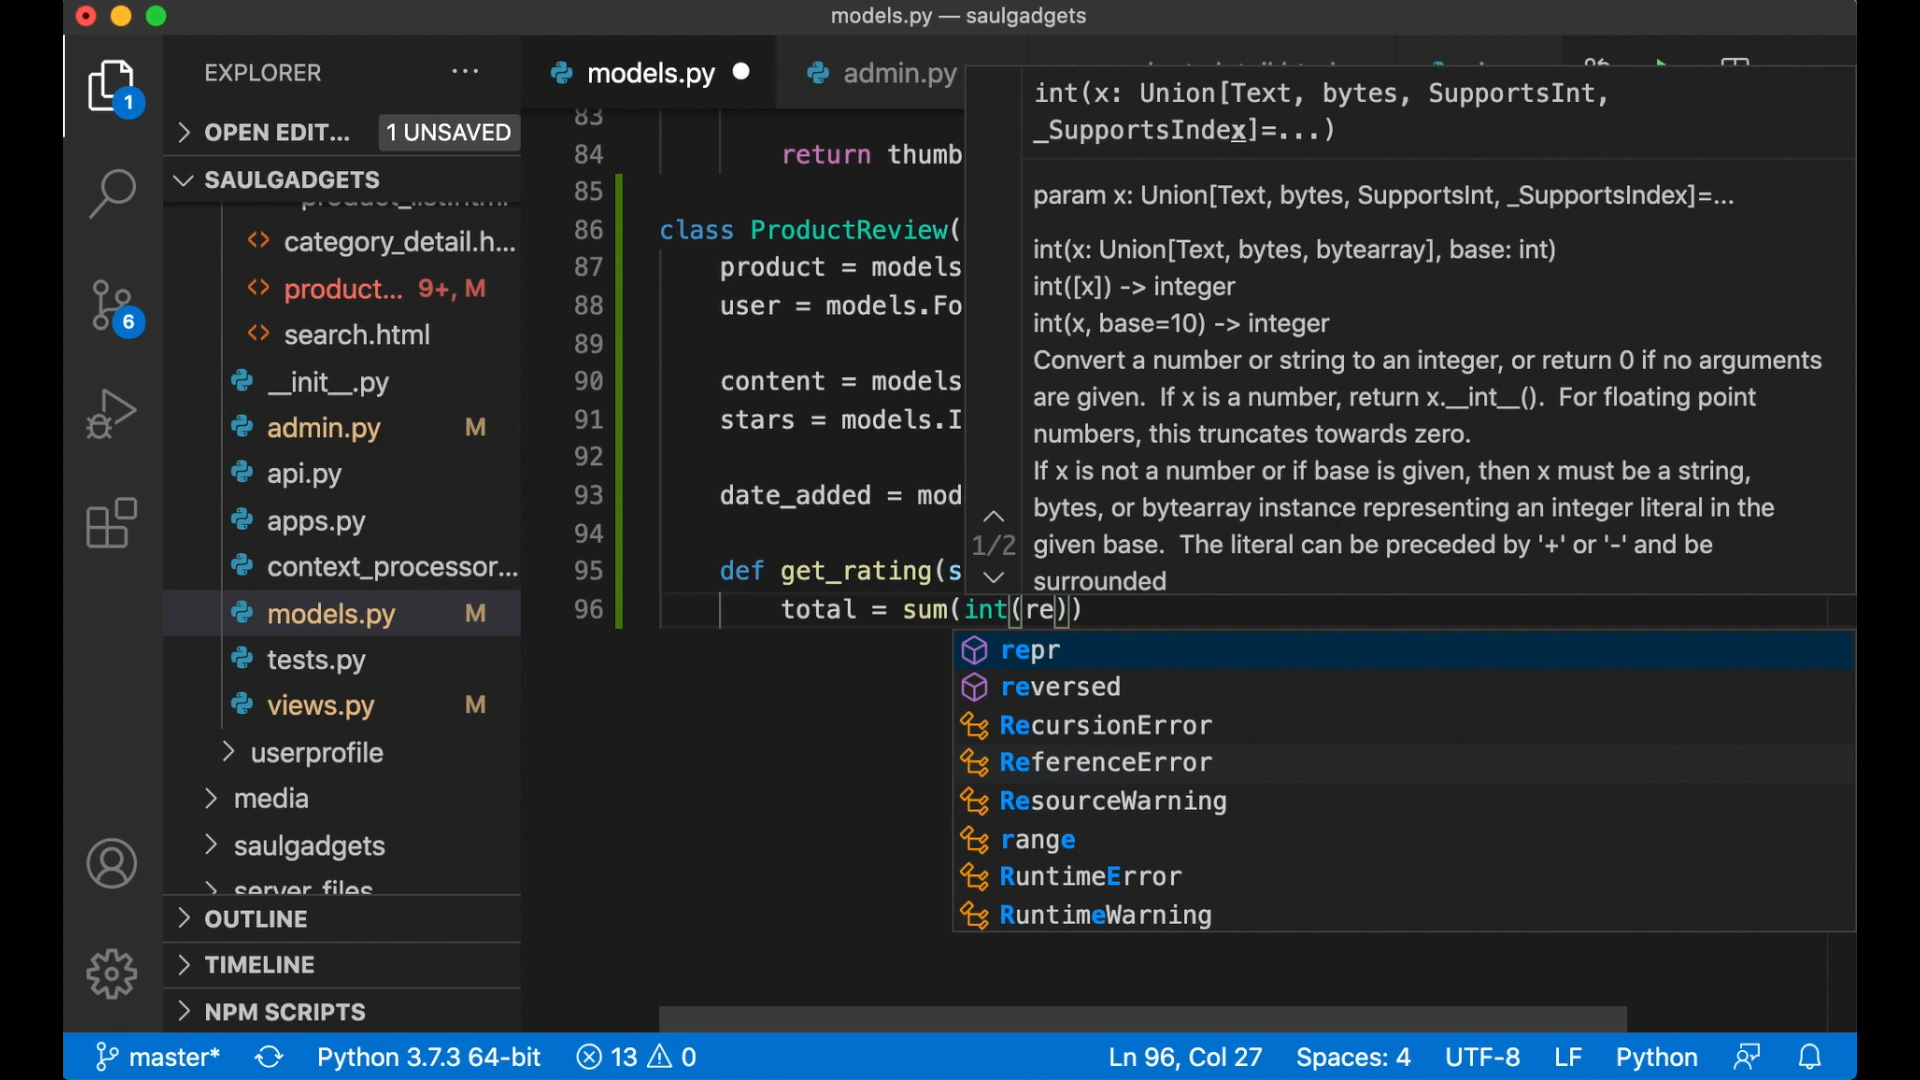 models.py — saulgadgets
EXPLORER ...
1
models.py
admin.py
OPEN EDIT... 1 UNSAVED
SAULGADGETS
category_detail.h...
product... 9+, M
6
search.html
__init__.py
admin.py M
api.py
apps.py
context_processor...
models.py M
tests.py
views.py M
userprofile
media
saulgadgets
server_files
OUTLINE
TIMELINE
NPM SCRIPTS
83
84 return thumb
85
86 class ProductReview(
87 product = models
88 user = models.Fo
89
90 content = models
91 stars = models.I
92
93 date_added = mod
94
95 def get_rating(s
96 total = sum(int(re))
int(x: Union[Text, bytes, SupportsInt,
_SupportsIndex]=...)
param x: Union[Text, bytes, SupportsInt, _SupportsIndex]=...
int(x: Union[Text, bytes, bytearray], base: int)
int([x]) -> integer
int(x, base=10) -> integer
Convert a number or string to an integer, or return 0 if no arguments
are given. If x is a number, return x.__int__(). For floating point
numbers, this truncates towards zero.
If x is not a number or if base is given, then x must be a string,
bytes, or bytearray instance representing an integer literal in the
given base. The literal can be preceded by '+' or '-' and be
surrounded
1/2
repr
reversed
RecursionError
ReferenceError
ResourceWarning
range
RuntimeError
RuntimeWarning
master* Python 3.7.3 64-bit 13 0 Ln 96, Col 27 Spaces: 4 UTF-8 LF Python